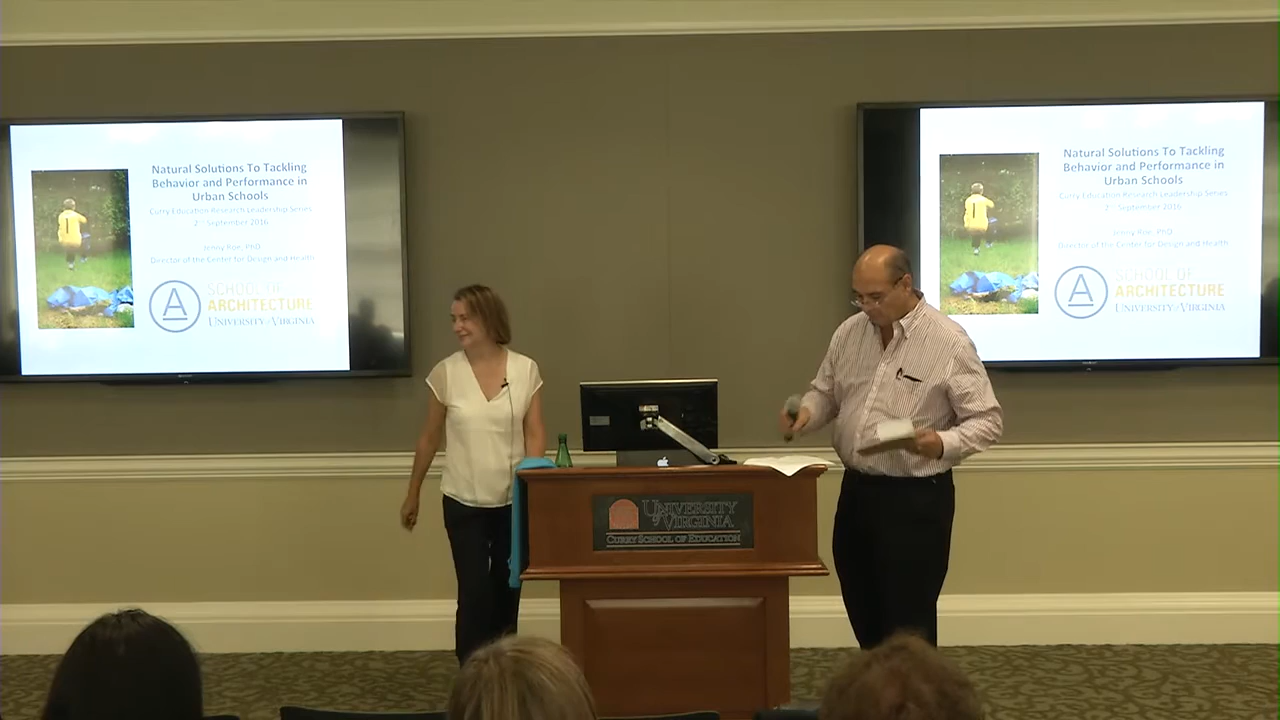 Natural Solutions To Tackling
Behavior and Performance in
Urban Schools
Curry Education Research Leadership Series
2nd September 2016
Jenny Roe, PhD
Director of the Center for Design and Health
A
SCHOOL OF
ARCHITECTURE
UNIVERSITY of VIRGINIA
UNIVERSITY
of VIRGINIA
CURRY SCHOOL OF EDUCATION
Natural Solutions To Tackling
Behavior and Performance in
Urban Schools
Curry Education Research Leadership Series
2nd September 2016
Jenny Roe, PhD
Director of the Center for Design and Health
A
SCHOOL OF
ARCHITECTURE
UNIVERSITY of VIRGINIA